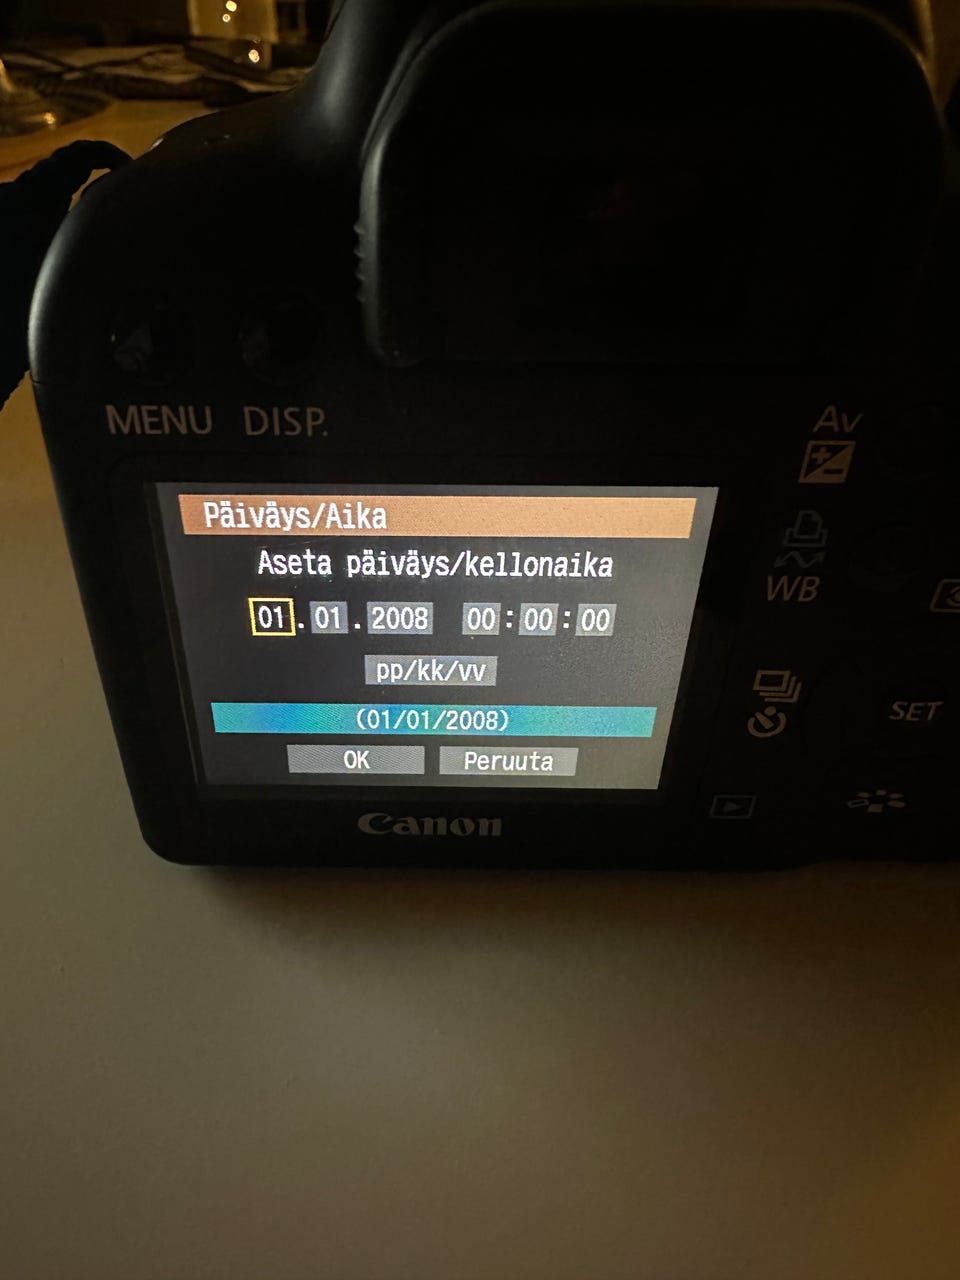 MENU DISP.
Av
Päiväys/Aika
Aseta päiväys/kellonaika
01.01.2008 00:00:00
pp/kk/vv
(01/01/2008)
OK Peruuta
WB
SET
Canon